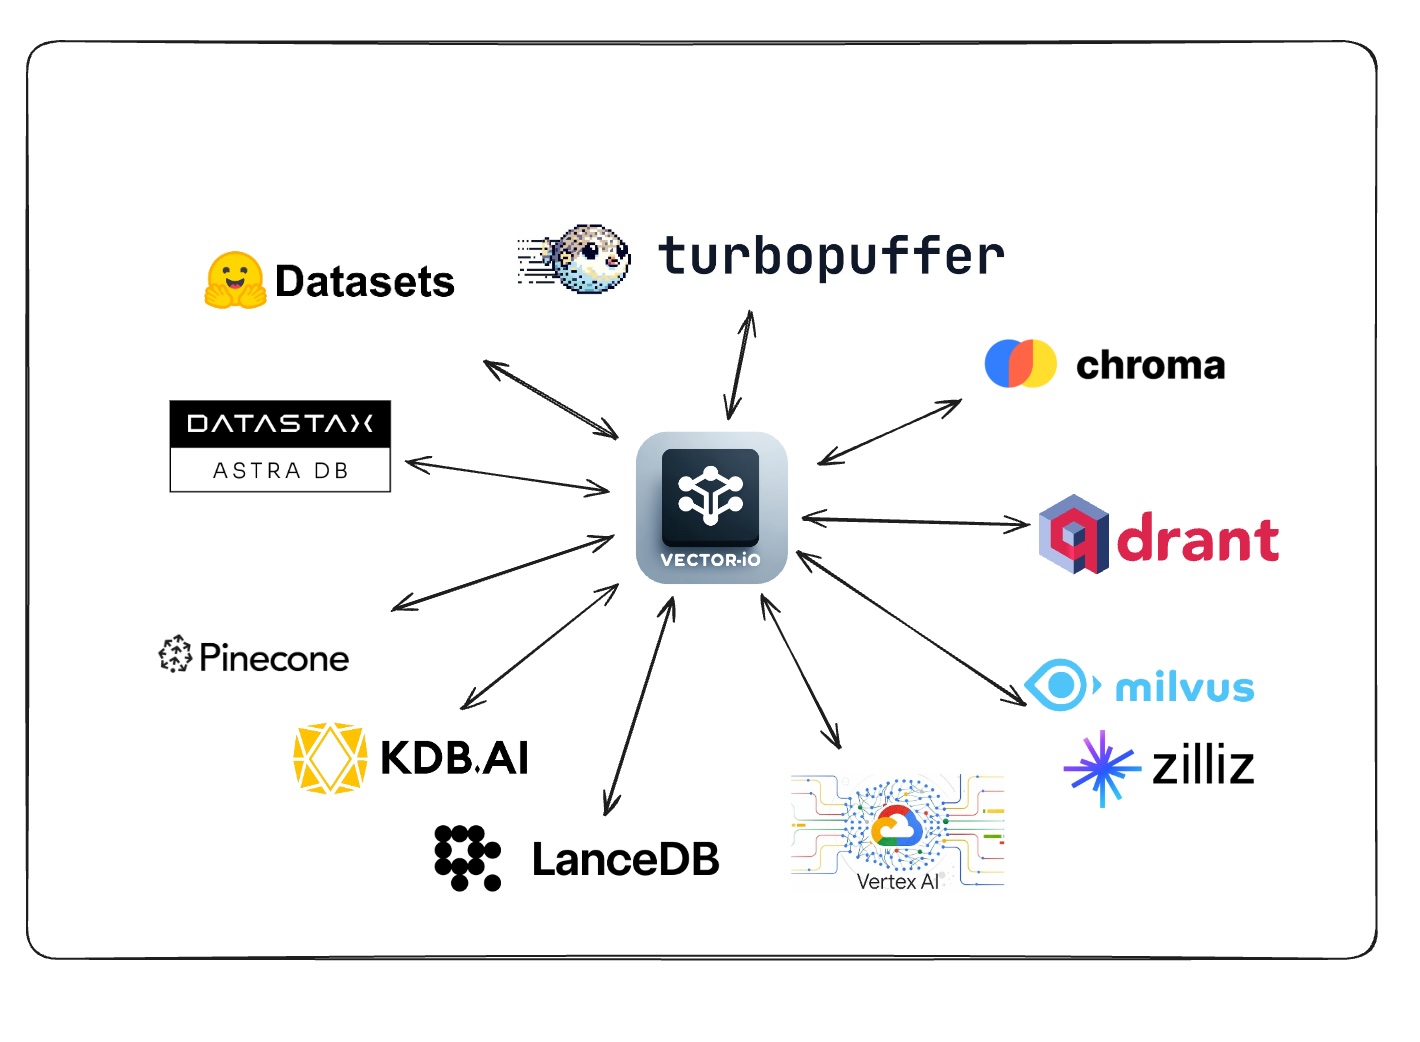 turbopuffer
Datasets
chroma
DATASTAX
ASTRA DB
qdrant
VECTOR-iO
Pinecone
milvus
KDB.AI
zilliz
LanceDB
Vertex AI